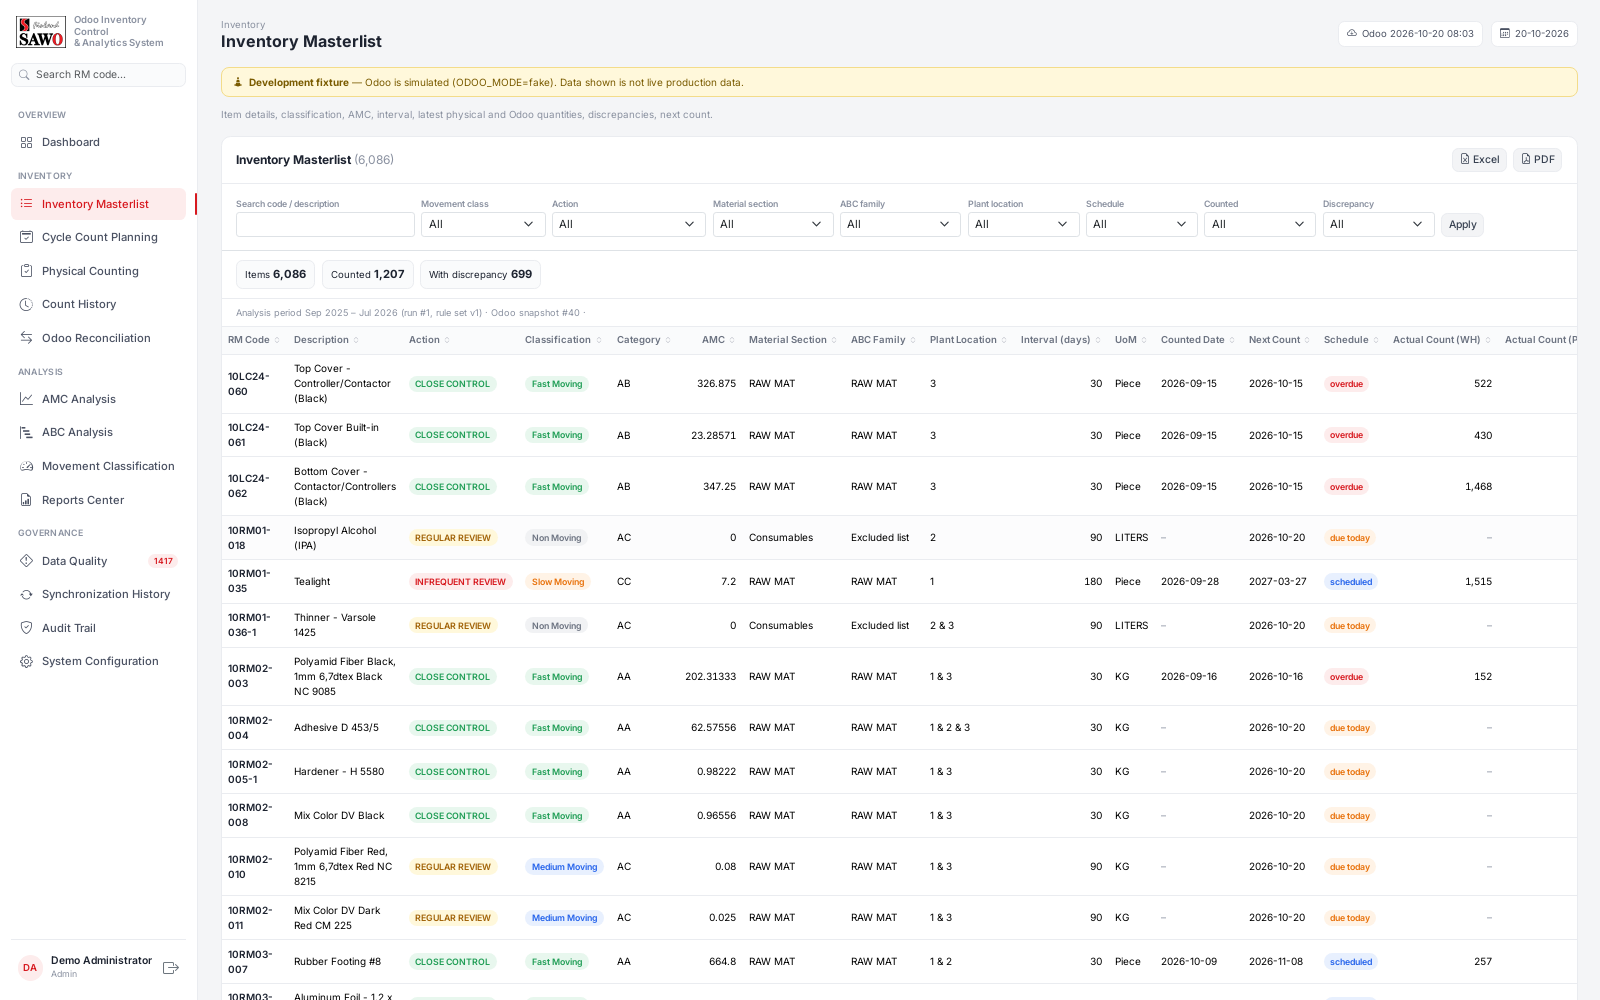 SAWO
Odoo Inventory
Control
& Analytics System
Search RM code...
OVERVIEW
Dashboard
INVENTORY
Inventory Masterlist
Cycle Count Planning
Physical Counting
Count History
Odoo Reconciliation
ANALYSIS
AMC Analysis
ABC Analysis
Movement Classification
Reports Center
GOVERNANCE
Data Quality 1417
Synchronization History
Audit Trail
System Configuration
DA Demo Administrator
Admin
Inventory
Inventory Masterlist
Odoo 2026-10-20 08:03 20-10-2026
Development fixture — Odoo is simulated (ODOO_MODE=fake). Data shown is not live production data.
Item details, classification, AMC, interval, latest physical and Odoo quantities, discrepancies, next count.
Inventory Masterlist (6,086) Excel PDF
Search code / description Movement class Action Material section ABC family Plant location Schedule Counted Discrepancy
All All All All All All All All Apply
Items 6,086 Counted 1,207 With discrepancy 699
Analysis period Sep 2025 – Jul 2026 (run #1, rule set v1) · Odoo snapshot #40 ·
RM Code Description Action Classification Category AMC Material Section ABC Family Plant Location Interval (days) UoM Counted Date Next Count Schedule Actual Count (WH) Actual Count (P
10LC24-060 Top Cover - Controller/Contactor (Black) CLOSE CONTROL Fast Moving AB 326.875 RAW MAT RAW MAT 3 30 Piece 2026-09-15 2026-10-15 overdue 522
10LC24-061 Top Cover Built-in (Black) CLOSE CONTROL Fast Moving AB 23.28571 RAW MAT RAW MAT 3 30 Piece 2026-09-15 2026-10-15 overdue 430
10LC24-062 Bottom Cover - Contactor/Controllers (Black) CLOSE CONTROL Fast Moving AB 347.25 RAW MAT RAW MAT 3 30 Piece 2026-09-15 2026-10-15 overdue 1,468
10RM01-018 Isopropyl Alcohol (IPA) REGULAR REVIEW Non Moving AC 0 Consumables Excluded list 2 90 LITERS – 2026-10-20 due today –
10RM01-035 Tealight INFREQUENT REVIEW Slow Moving CC 7.2 RAW MAT RAW MAT 1 180 Piece 2026-09-28 2027-03-27 scheduled 1,515
10RM01-036-1 Thinner - Varsole 1425 REGULAR REVIEW Non Moving AC 0 Consumables Excluded list 2 & 3 90 LITERS – 2026-10-20 due today –
10RM02-003 Polyamid Fiber Black, 1mm 6,7dtex Black NC 9085 CLOSE CONTROL Fast Moving AA 202.31333 RAW MAT RAW MAT 1 & 3 30 KG 2026-09-16 2026-10-16 overdue 152
10RM02-004 Adhesive D 453/5 CLOSE CONTROL Fast Moving AA 62.57556 RAW MAT RAW MAT 1 & 2 & 3 30 KG – 2026-10-20 due today –
10RM02-005-1 Hardener - H 5580 CLOSE CONTROL Fast Moving AA 0.98222 RAW MAT RAW MAT 1 & 3 30 KG – 2026-10-20 due today –
10RM02-008 Mix Color DV Black CLOSE CONTROL Fast Moving AA 0.96556 RAW MAT RAW MAT 1 & 3 30 KG – 2026-10-20 due today –
10RM02-010 Polyamid Fiber Red, 1mm 6,7dtex Red NC 8215 REGULAR REVIEW Medium Moving AC 0.08 RAW MAT RAW MAT 1 & 3 90 KG – 2026-10-20 due today –
10RM02-011 Mix Color DV Dark Red CM 225 REGULAR REVIEW Medium Moving AC 0.025 RAW MAT RAW MAT 1 & 3 90 KG – 2026-10-20 due today –
10RM03-007 Rubber Footing #8 CLOSE CONTROL Fast Moving AA 664.8 RAW MAT RAW MAT 1 & 2 30 Piece 2026-10-09 2026-11-08 scheduled 257
10RM03- Aluminum Foil - 1.2 x